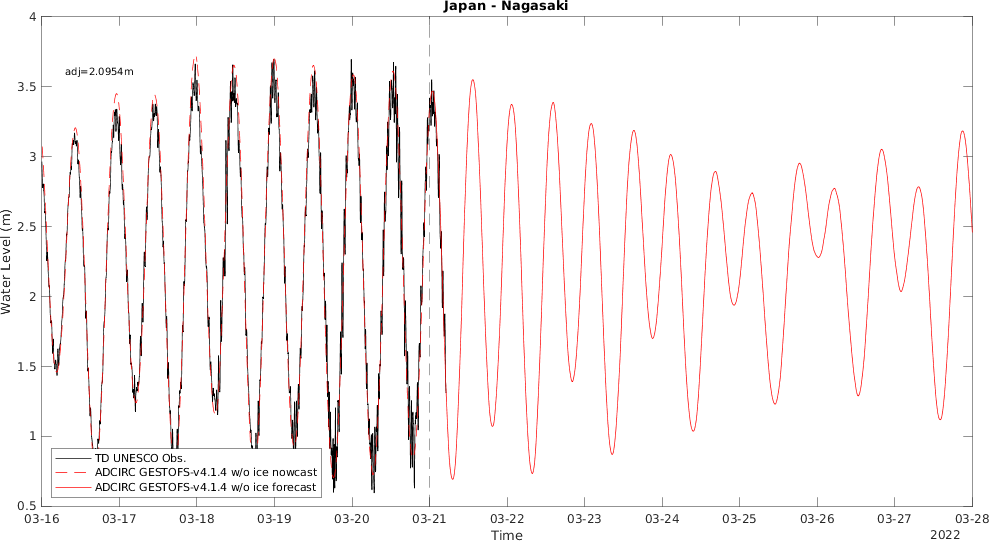 Japan - Nagasaki
4
3.5
3
2.5
2
1.5
1
0.5
Water Level (m)
adj=2.0954m
TD UNESCO Obs.
ADCIRC GESTOFS-v4.1.4 w/o ice nowcast
ADCIRC GESTOFS-v4.1.4 w/o ice forecast
03-16 03-17 03-18 03-19 03-20 03-21 03-22 03-23 03-24 03-25 03-26 03-27 03-28
Time
2022